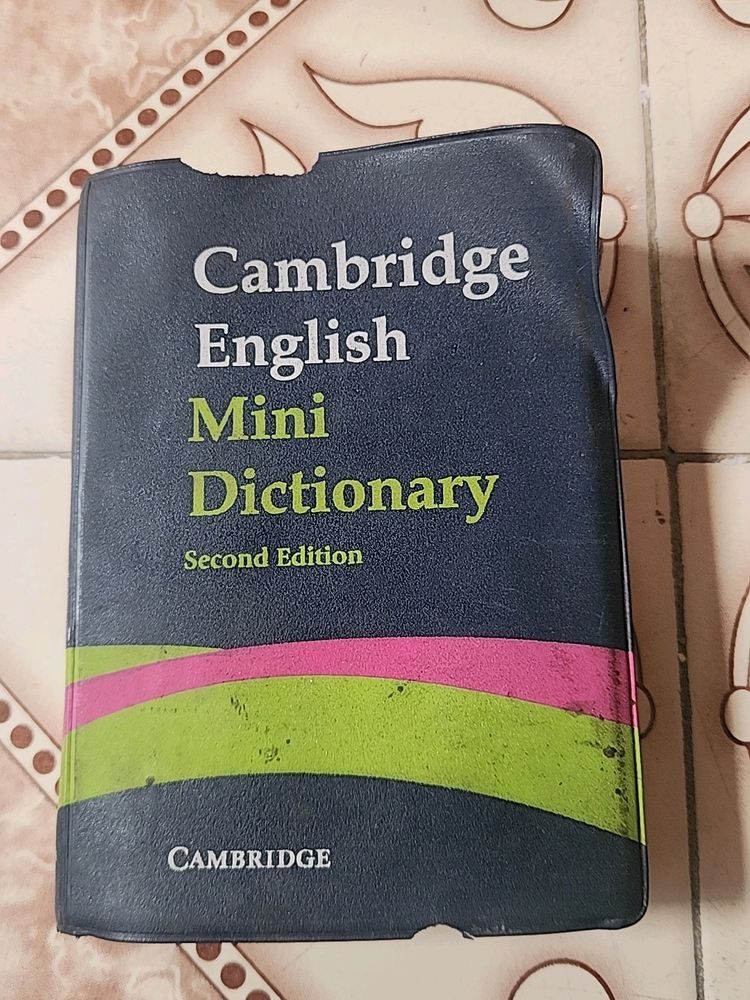 Cambridge
English
Mini
Dictionary
Second Edition
CAMBRIDGE